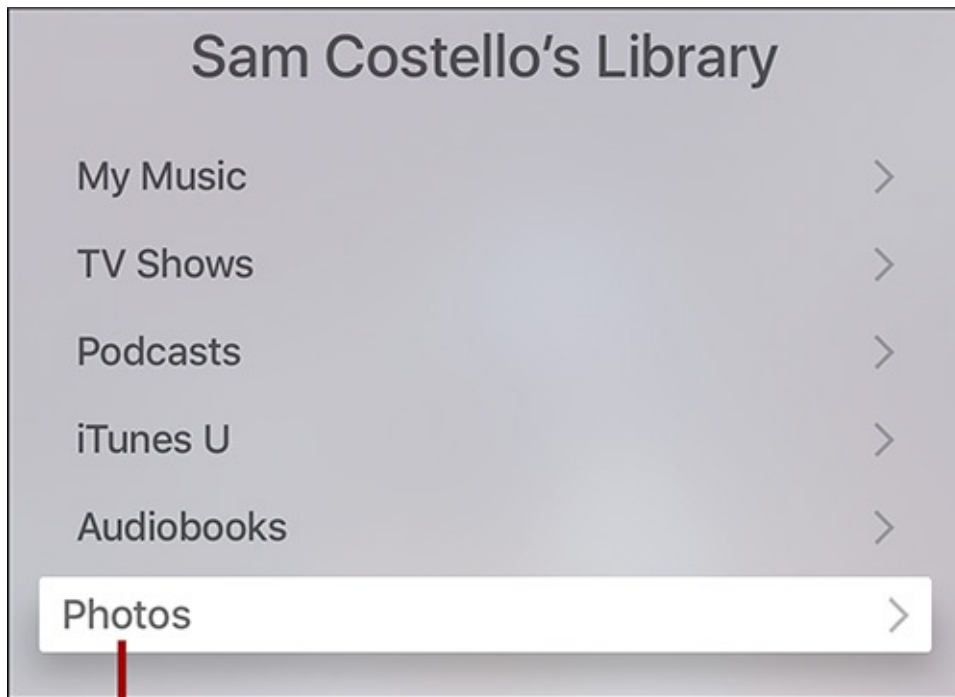 Sam Costello’s Library
My Music
TV Shows
Podcasts
iTunes U
Audiobooks
Photos